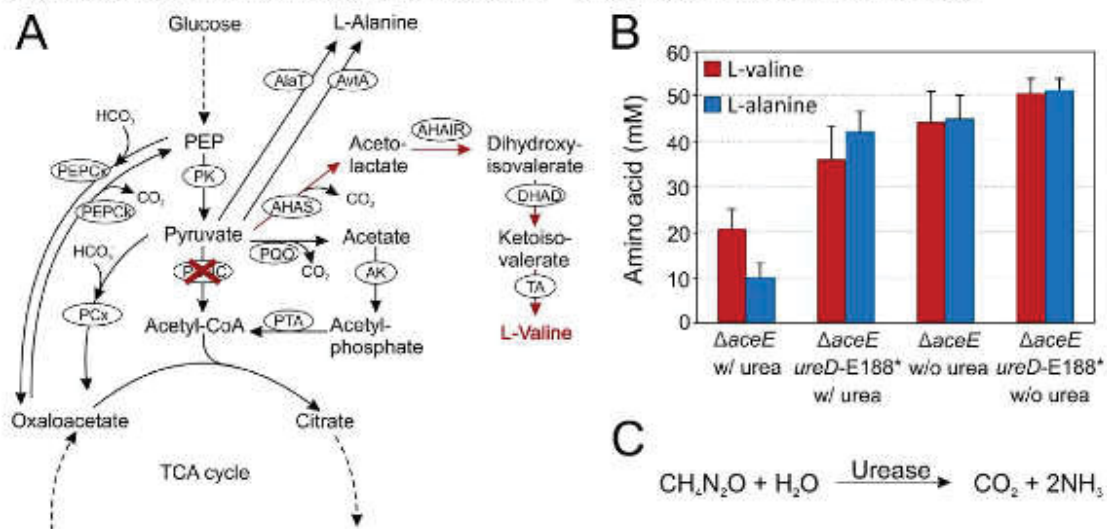 A
Glucose
L-Alanine
AlaT
AvtA
HCO₃
PEP
PEPCx
PK
CO₂
PEPCk
Aceto-
lactate
AHAIR
Dihydroxy-
isovalerate
AHAS
CO₂
DHAD
Pyruvate
HCO₃
PQO
CO₂
Acetate
Ketoiso-
valerate
AK
TA
PCx
Acetyl-CoA
PTA
Acetyl-
phosphate
L-Valine
Oxaloacetate
Citrate
TCA cycle
B
Amino acid (mM)
60
50
40
30
20
10
0
L-valine
L-alanine
ΔaceE
w/ urea
ΔaceE
ureD-E188*
w/ urea
ΔaceE
w/o urea
ΔaceE
ureD-E188*
w/o urea
C
CH₄N₂O + H₂O Urease CO₂ + 2NH₃